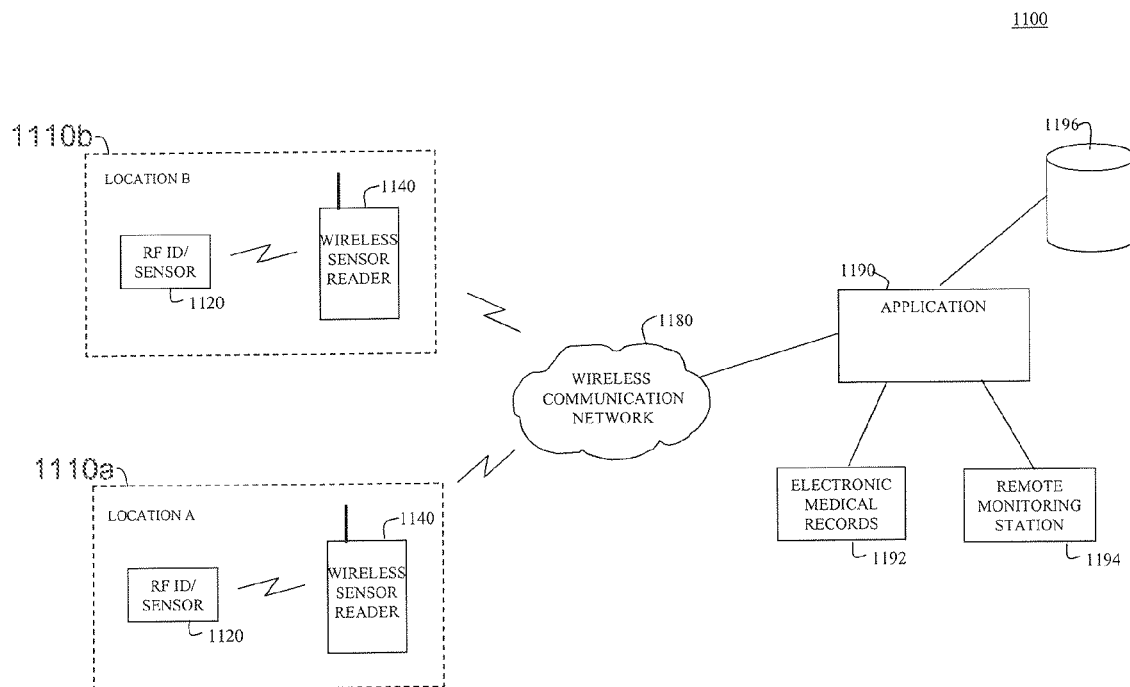 1100
1110b
LOCATION B
RF ID/
SENSOR
1120
1140
WIRELESS
SENSOR
READER
1180
WIRELESS
COMMUNICATION
NETWORK
1190
APPLICATION
1196
1110a
LOCATION A
RF ID/
SENSOR
1120
1140
WIRELESS
SENSOR
READER
ELECTRONIC
MEDICAL
RECORDS
1192
REMOTE
MONITORING
STATION
1194